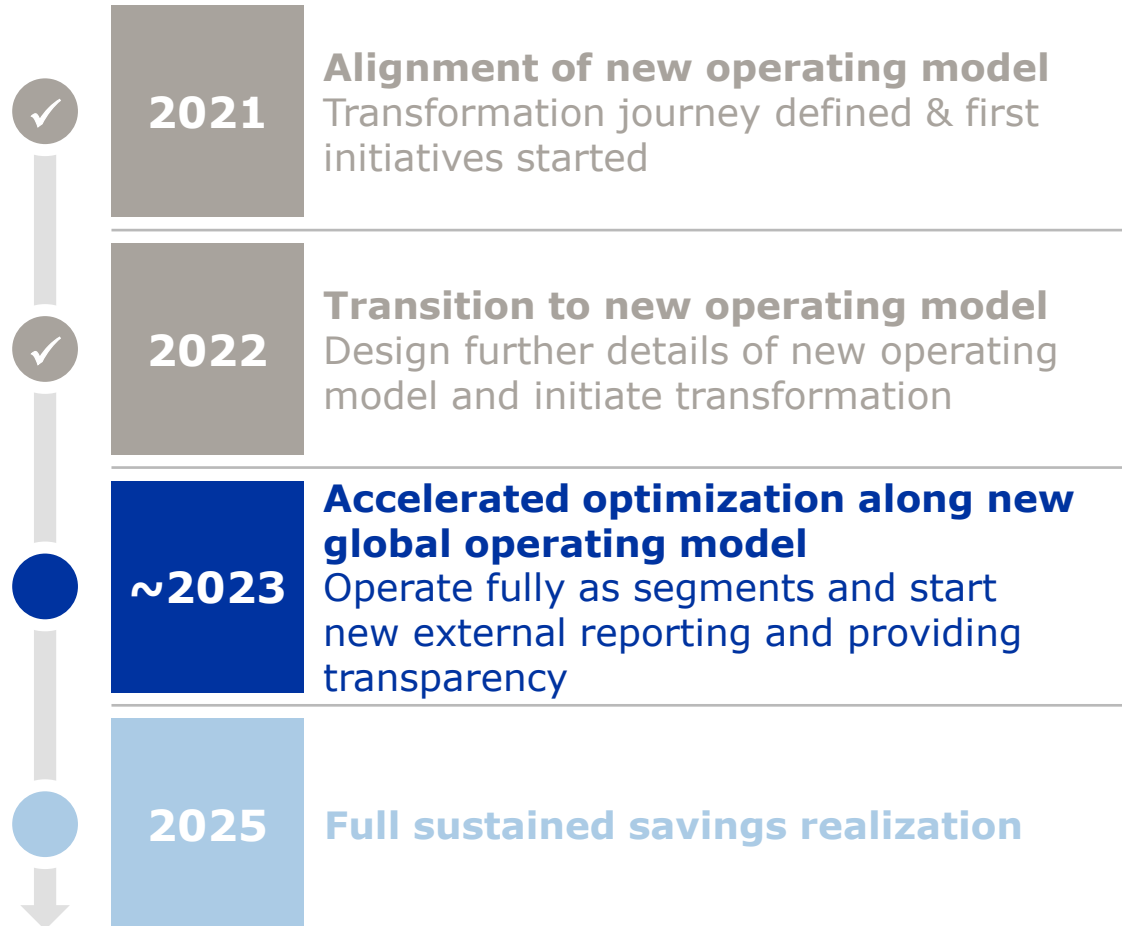 2021
Alignment of new operating model
Transformation journey defined & first
initiatives started
2022
Transition to new operating model
Design further details of new operating
model and initiate transformation
~2023
Accelerated optimization along new
global operating model
Operate fully as segments and start
new external reporting and providing
transparency
2025
Full sustained savings realization